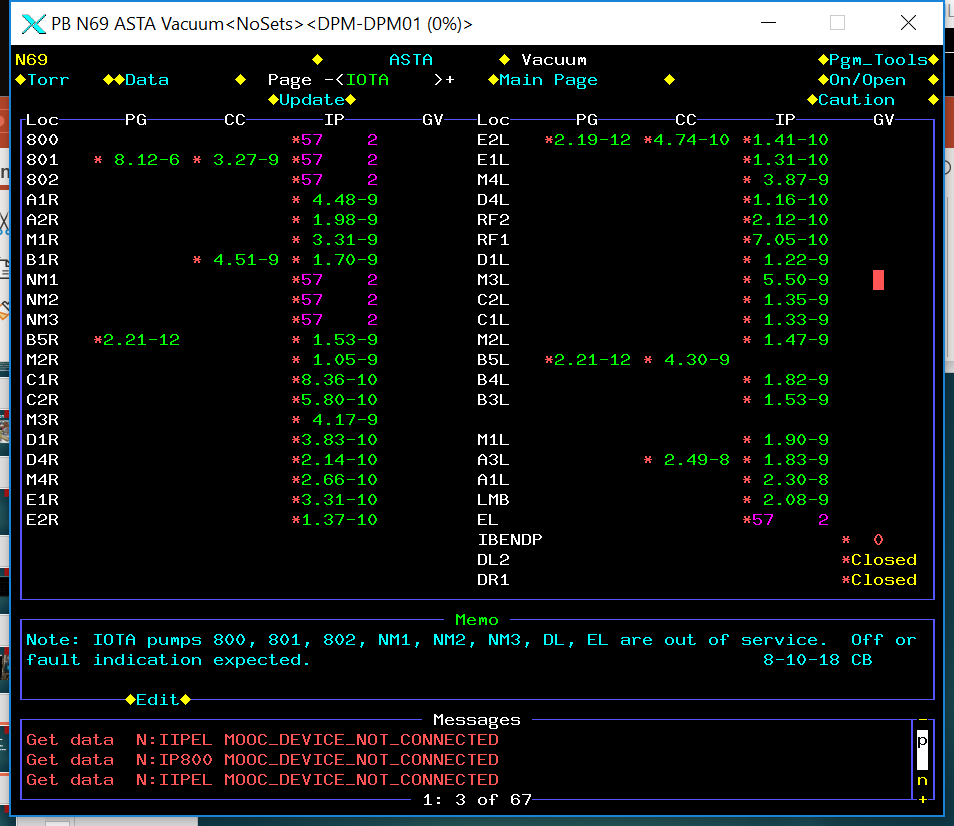 PB N69 ASTA Vacuum<NoSets><DPM-DPM01 (0%)>
N69 ASTA Vacuum Pgm_Tools
Torr Data Page -<IOTA >+ Main Page On/Open
Update Caution
Loc PG CC IP GV Loc PG CC IP GV
800 *57 2 E2L *2.19-12 *4.74-10 *1.41-10
801 * 8.12-6 * 3.27-9 *57 2 E1L *1.31-10
802 *57 2 M4L * 3.87-9
A1R * 4.48-9 D4L *1.16-10
A2R * 1.98-9 RF2 *2.12-10
M1R * 3.31-9 RF1 *7.05-10
B1R * 4.51-9 * 1.70-9 D1L * 1.22-9
NM1 *57 2 M3L * 5.50-9
NM2 *57 2 C2L * 1.35-9
NM3 *57 2 C1L * 1.33-9
B5R *2.21-12 * 1.53-9 M2L * 1.47-9
M2R * 1.05-9 B5L *2.21-12 * 4.30-9
C1R *8.36-10 B4L * 1.82-9
C2R *5.80-10 B3L * 1.53-9
M3R * 4.17-9
D1R *3.83-10 M1L * 1.90-9
D4R *2.14-10 A3L * 2.49-8 * 1.83-9
M4R *2.66-10 A1L * 2.30-8
E1R *3.31-10 LMB * 2.08-9
E2R *1.37-10 EL *57 2
IBENDP * 0
DL2 *Closed
DR1 *Closed
Memo
Note: IOTA pumps 800, 801, 802, NM1, NM2, NM3, DL, EL are out of service. Off or
fault indication expected. 8-10-18 CB
Edit
Messages
Get data N:IIPEL MOOC_DEVICE_NOT_CONNECTED
Get data N:IP800 MOOC_DEVICE_NOT_CONNECTED
Get data N:IIPEL MOOC_DEVICE_NOT_CONNECTED
1: 3 of 67
-
p
n
+